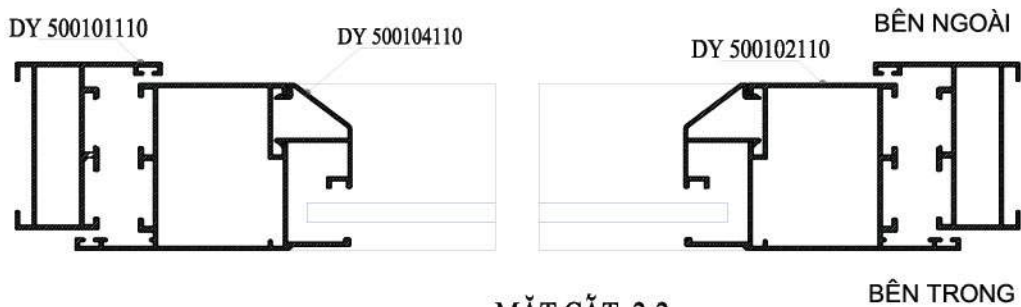 BÊN NGOÀI
DY 500101110
DY 500104110
DY 500102110
BÊN TRONG
MẶT CẮT 2-2